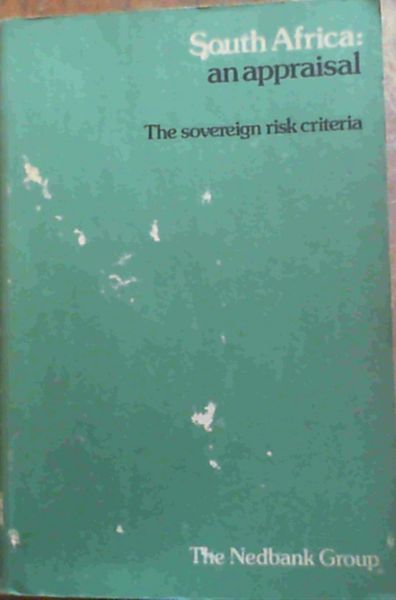 South Africa:
an appraisal
The sovereign risk criteria
The Nedbank Group